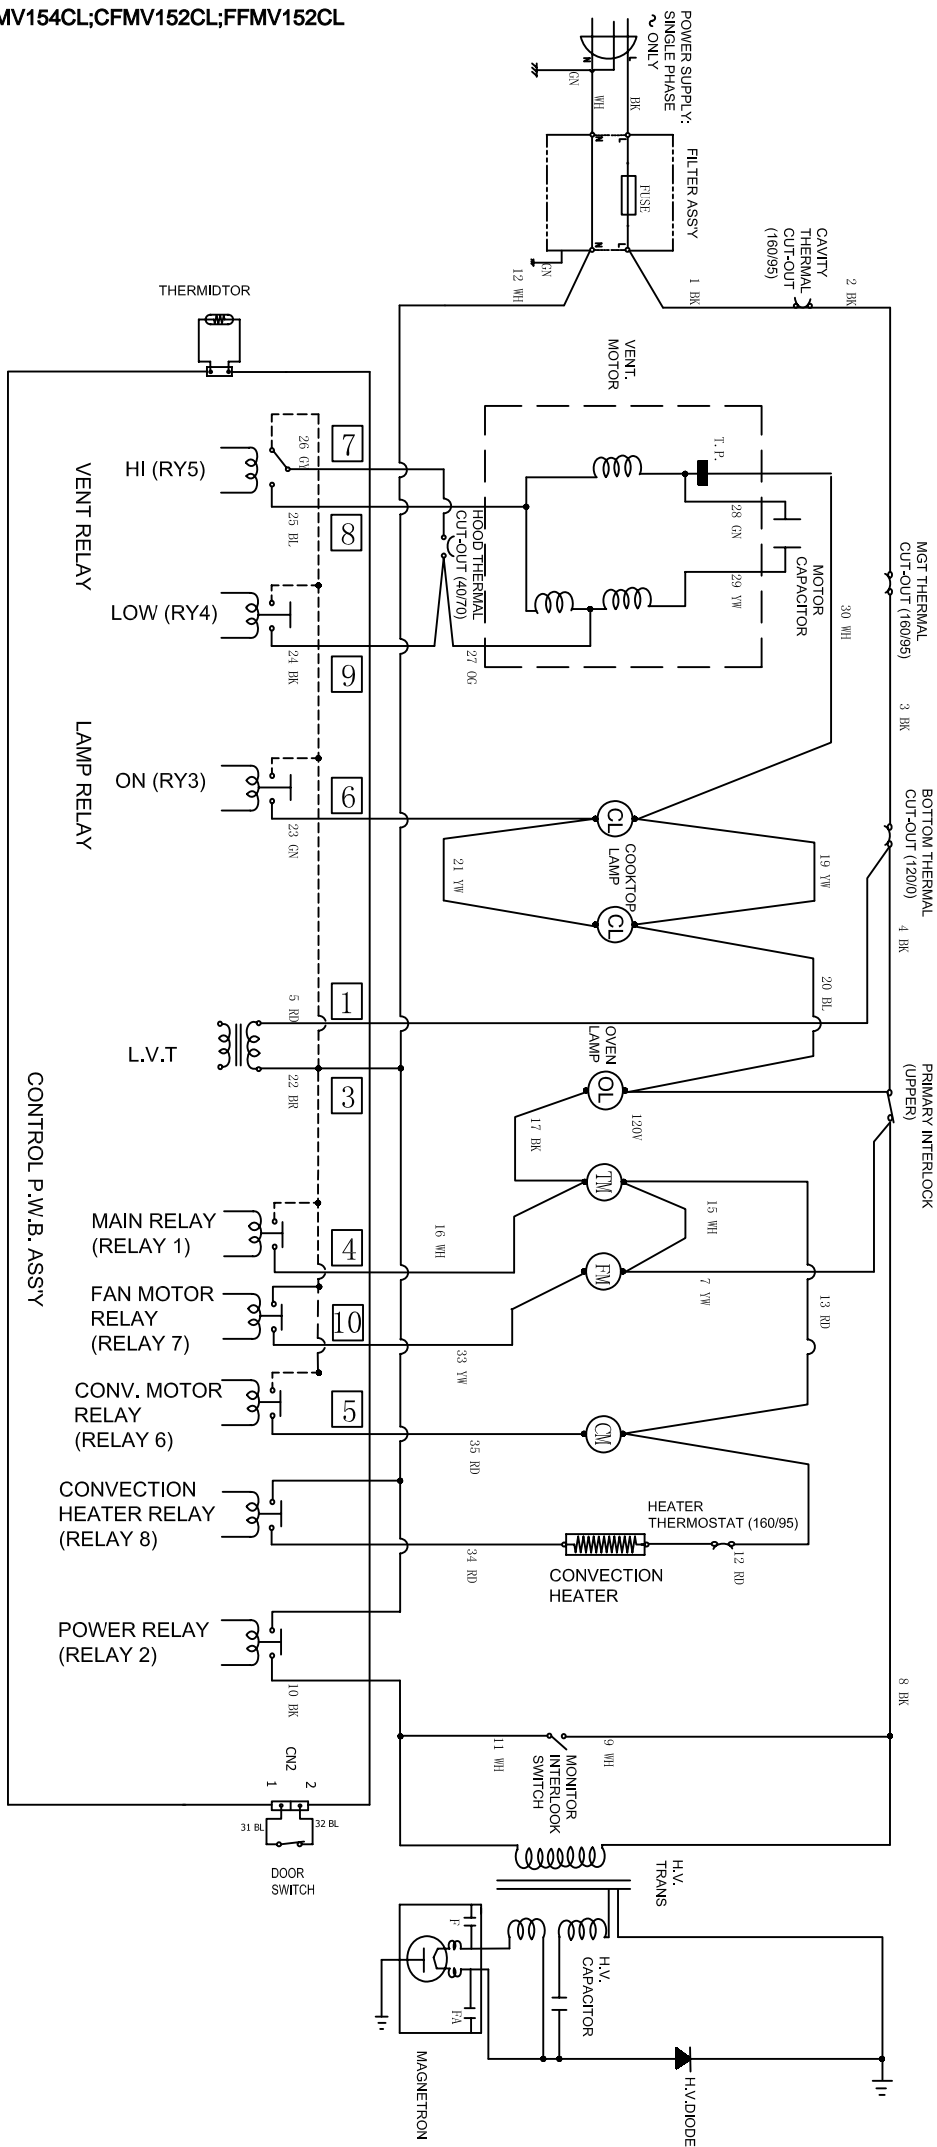 MV154CL;CFMV152CL;FFMV152CL
POWER SUPPLY:
SINGLE PHASE
~ ONLY
N
L
GN
WH
BK
FILTER ASS'Y
N
L
FUSE
N
L
GN
12 WH
1 BK
CAVITY
THERMAL
CUT-OUT
(160/95)
2 BK
THERMIDTOR
VENT.
MOTOR
T.P.
28 GN
29 YW
MOTOR
CAPACITOR
30 WH
MGT THERMAL
CUT-OUT (160/95)
3 BK
26 GY
7
HI (RY5)
25 BL
8
VENT RELAY
HOOD THERMAL
CUT-OUT (40/70)
LOW (RY4)
24 BK
9
27 OG
LAMP RELAY
ON (RY3)
6
23 GN
CL
COOKTOP
LAMP
CL
19 YW
21 YW
20 BL
BOTTOM THERMAL
CUT-OUT (120/0)
4 BK
5 RD
1
L.V.T
22 BR
3
OVEN
LAMP
OL
120V
17 BK
PRIMARY INTERLOCK
(UPPER)
CONTROL P.W.B. ASS'Y
MAIN RELAY
(RELAY 1)
4
16 WH
TM
15 WH
FAN MOTOR
RELAY
(RELAY 7)
10
33 YW
FM
7 YW
13 RD
CONV. MOTOR
RELAY
(RELAY 6)
5
35 RD
CM
CONVECTION
HEATER RELAY
(RELAY 8)
34 RD
HEATER
THERMOSTAT (160/95)
12 RD
CONVECTION
HEATER
POWER RELAY
(RELAY 2)
10 BK
8 BK
11 WH
9 WH
MONITOR
INTERLOOK
SWITCH
CN2
1
2
31 BL
32 BL
DOOR
SWITCH
H.V.
TRANS
F
FA
H.V.
CAPACITOR
MAGNETRON
H.V.DIODE